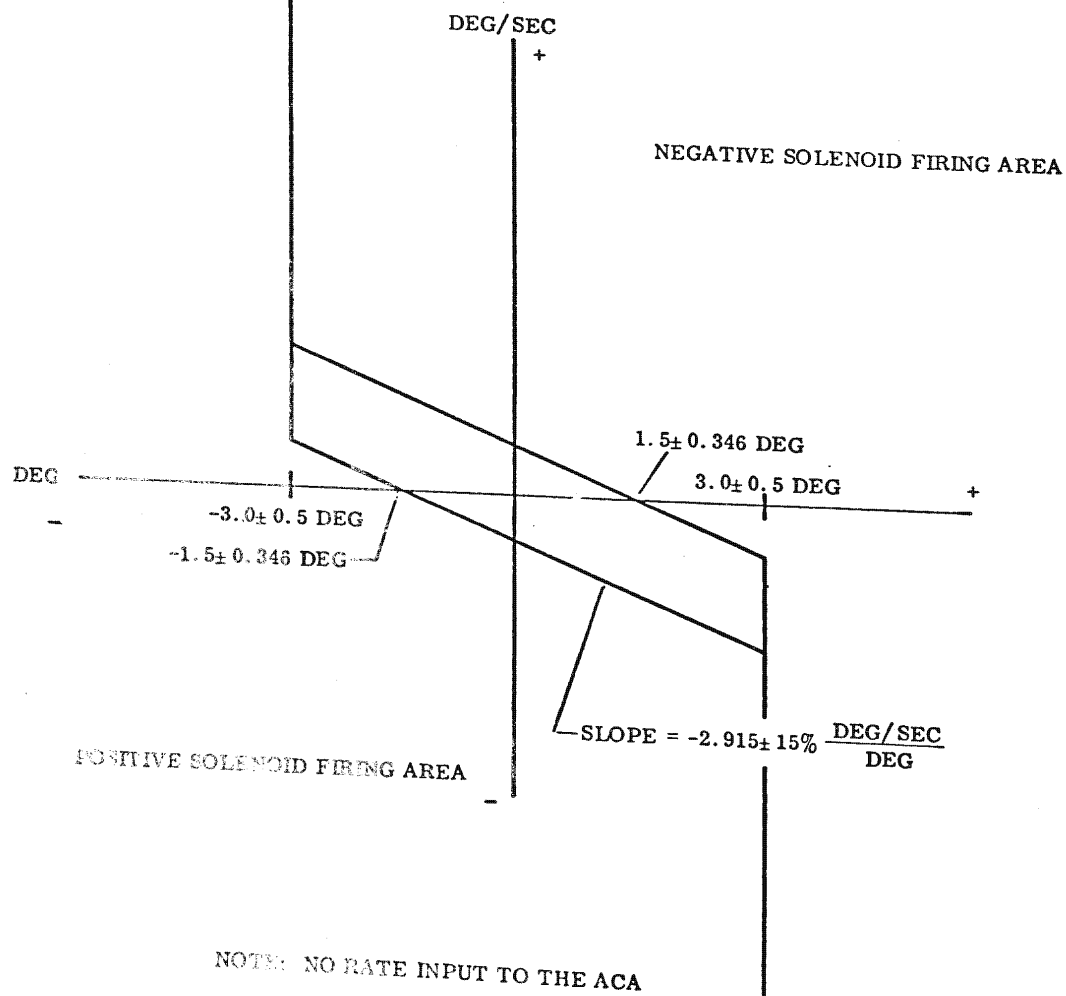 DEG/SEC
+
NEGATIVE SOLENOID FIRING AREA
1.5± 0.346 DEG
DEG
3.0± 0.5 DEG
+
-
-3.0± 0.5 DEG
-1.5± 0.346 DEG
SLOPE = -2.915± 15% DEG/SEC
DEG
POSITIVE SOLENOID FIRING AREA
-
NOTE: NO RATE INPUT TO THE ACA